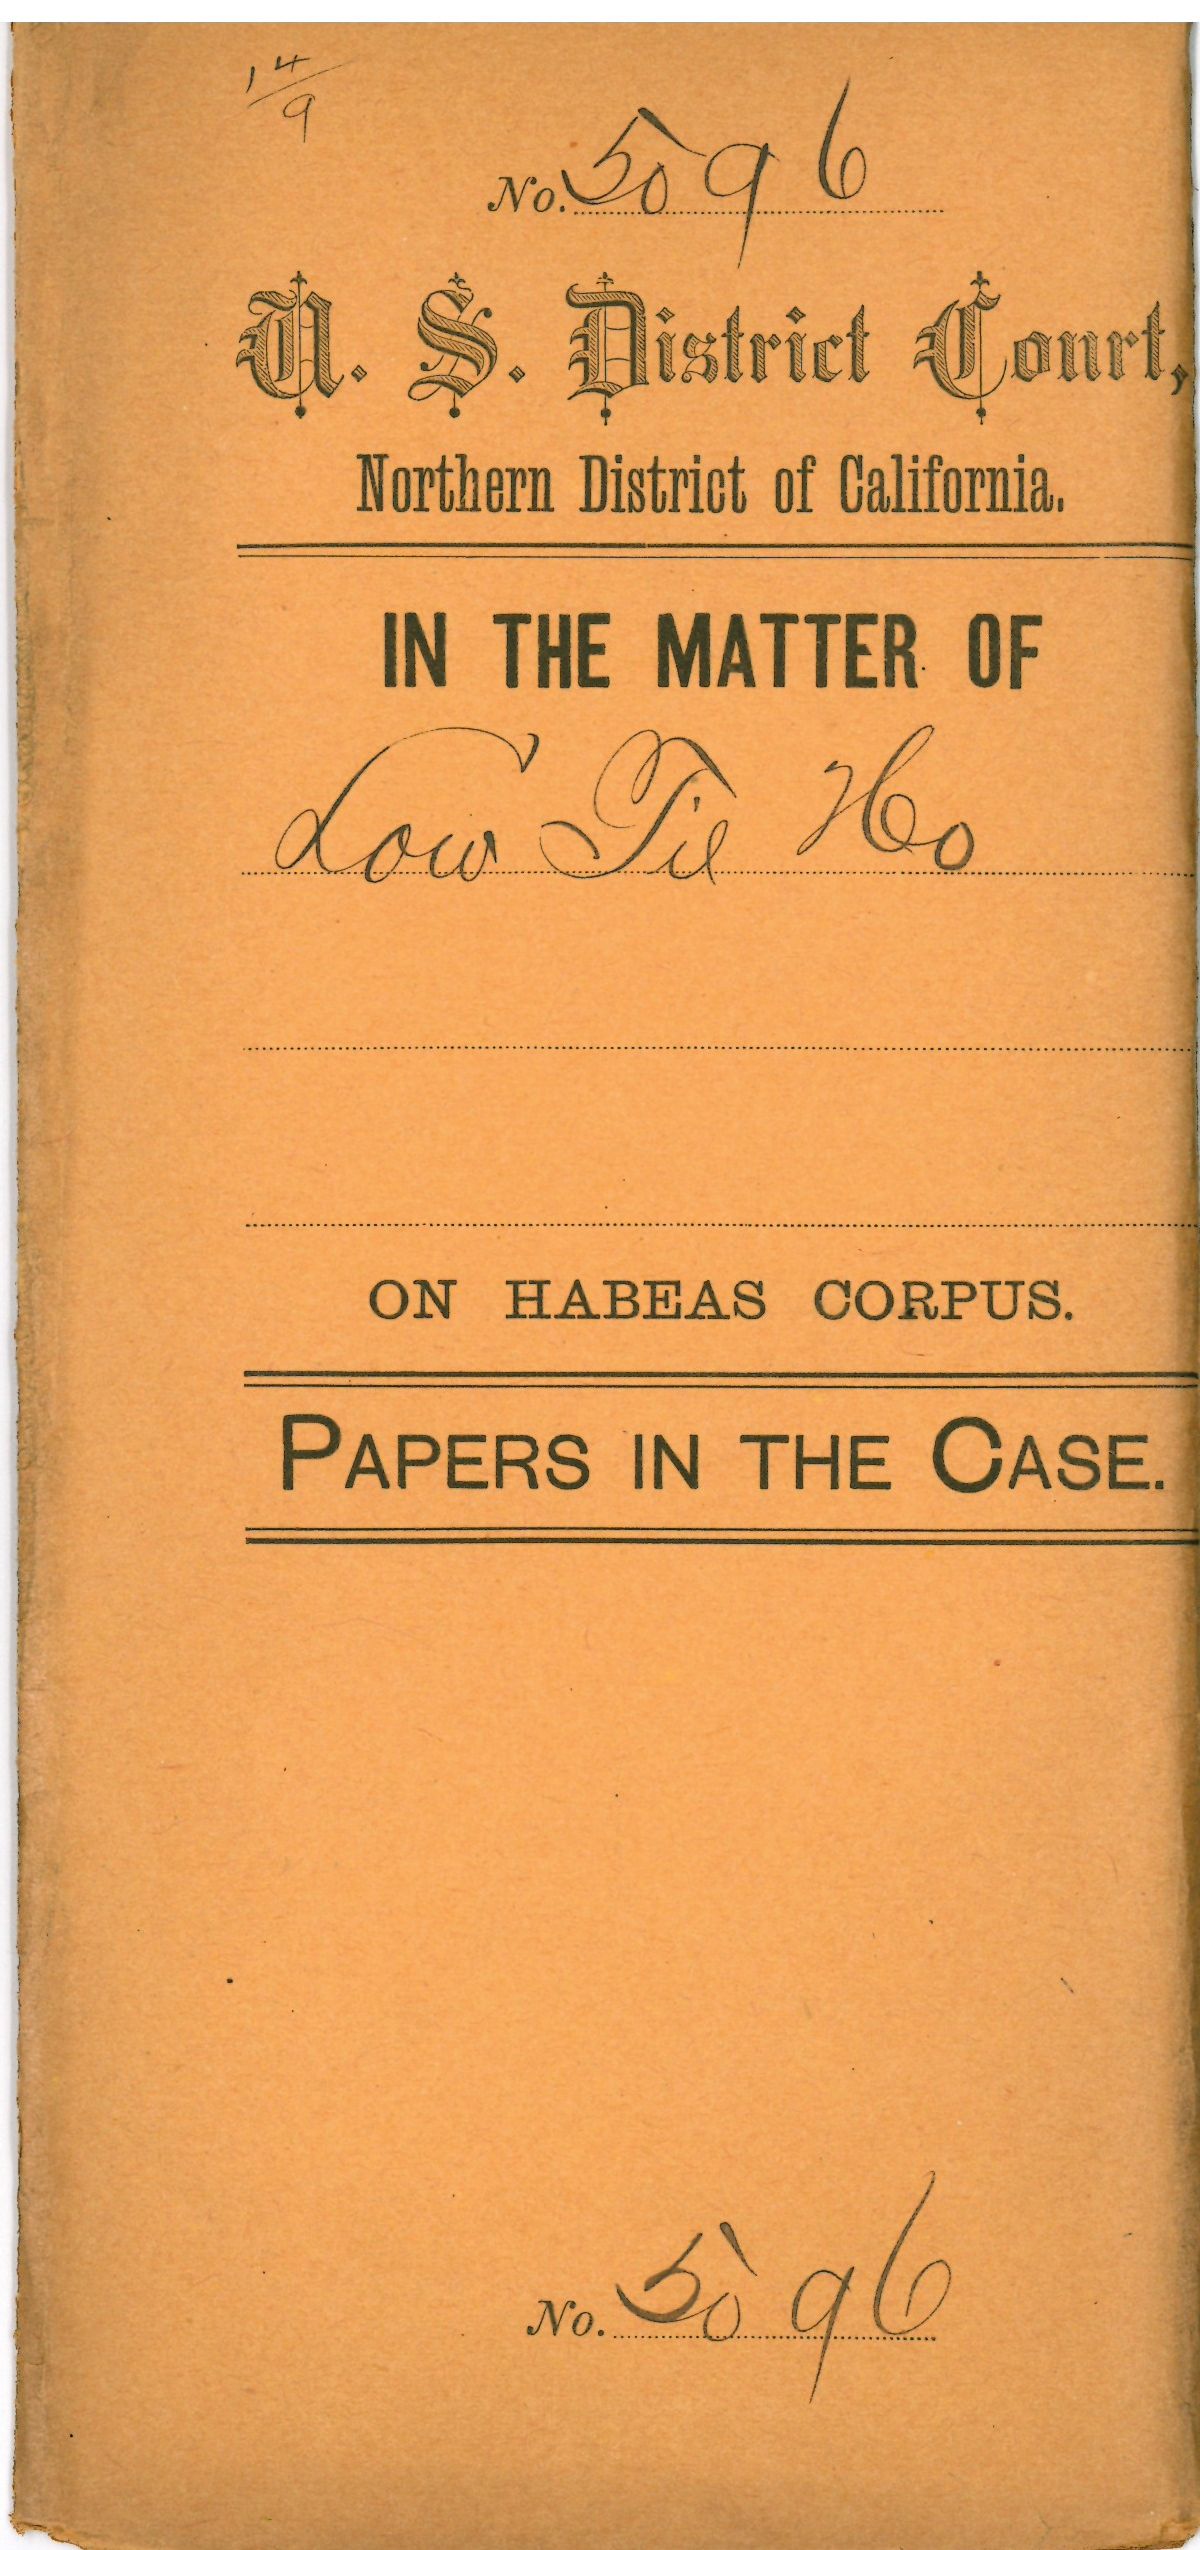 14/9
No. 5096
U. S. District Court,
Northern District of California.
IN THE MATTER OF
Low Tie Ho
ON HABEAS CORPUS.
PAPERS IN THE CASE.
No. 5096